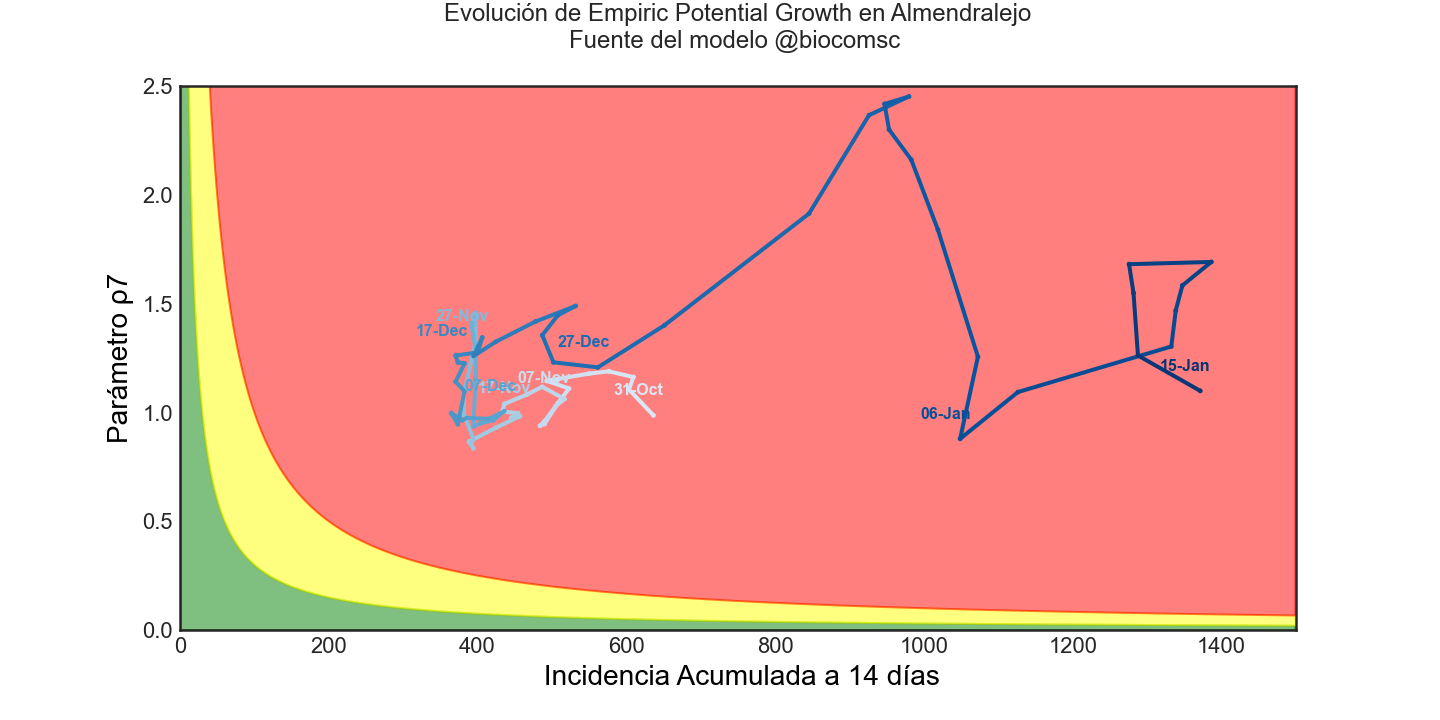 Evolución de Empiric Potential Growth en Almendralejo
Fuente del modelo @biocomsc
2.5
2.0
1.5
1.0
0.5
0.0
Parámetro ρ7
27-Nov
17-Dec
27-Dec
07-Nov
07-Dec
31-Oct
15-Jan
06-Jan
0
200
400
600
800
1000
1200
1400
Incidencia Acumulada a 14 días